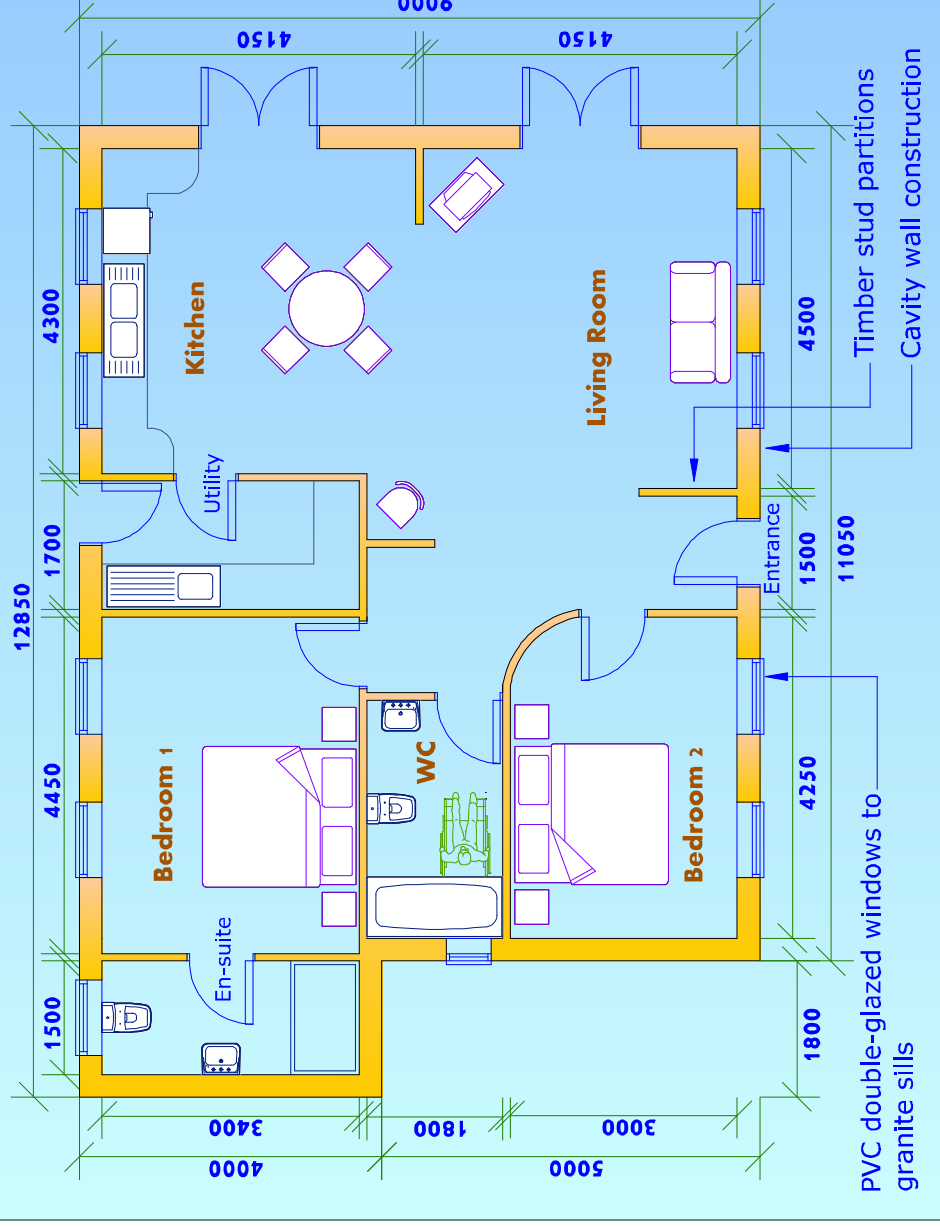 9000
4150
4150
12850
4300
1700
4450
1500
Kitchen
Living Room
Utility
Bedroom 1
En-suite
WC
Bedroom 2
Entrance
4500
1500
11050
4250
1800
3400
1800
3000
4000
5000
Timber stud partitions
Cavity wall construction
PVC double-glazed windows to
granite sills